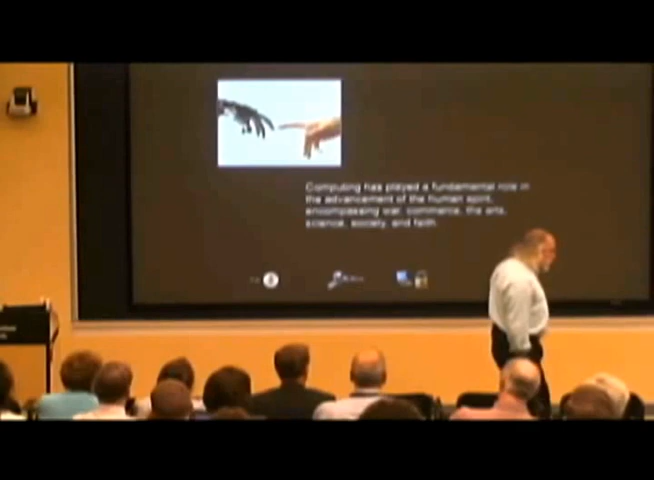 Computing has played a fundamental role in
the advancement of the human spirit,
encompassing war, commerce, the arts,
science, society, and faith.